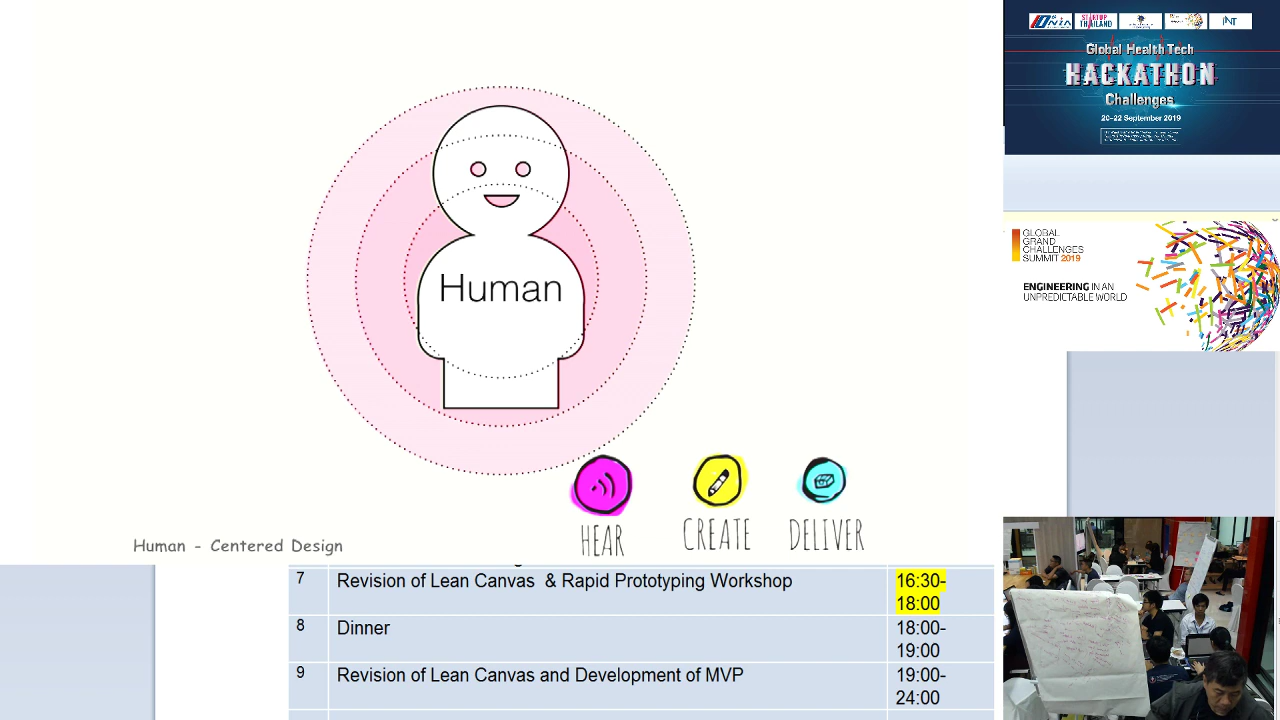 Human
HEAR
CREATE
DELIVER
Human - Centered Design
7
Revision of Lean Canvas & Rapid Prototyping Workshop
16:30-
18:00
8
Dinner
18:00-
19:00
9
Revision of Lean Canvas and Development of MVP
19:00-
24:00
STARTUP
THAILAND
Global Health Tech
HACKATHON
Challenges
20-22 September 2019
GLOBAL
GRAND
CHALLENGES
SUMMIT 2019
ENGINEERING IN AN
UNPREDICTABLE WORLD